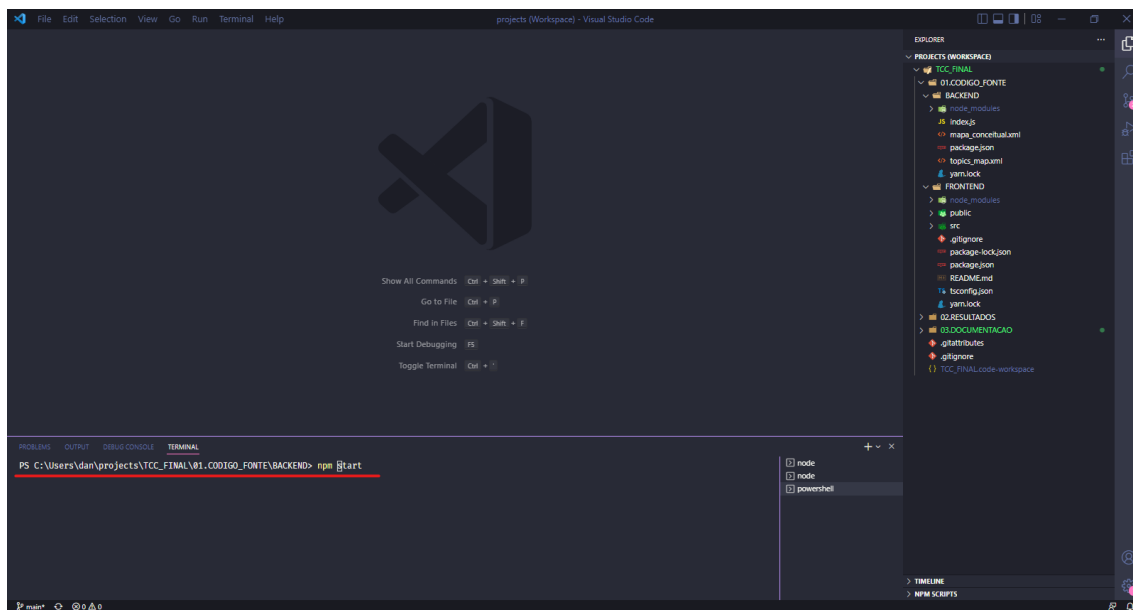 File Edit Selection View Go Run Terminal Help
projects (Workspace) - Visual Studio Code
Show All Commands Ctrl + Shift + P
Go to File Ctrl + P
Find in Files Ctrl + Shift + F
Start Debugging F5
Toggle Terminal Ctrl + '
PROBLEMS OUTPUT DEBUG CONSOLE TERMINAL
PS C:\Users\dan\projects\TCC_FINAL\01.CODIGO_FONTE\BACKEND> npm start
node
node
powershell
EXPLORER
PROJECTS (WORKSPACE)
TCC_FINAL
01.CODIGO_FONTE
BACKEND
node_modules
JS index.js
mapa_conceitual.xml
package.json
topics_map.xml
yarn.lock
FRONTEND
node_modules
public
src
.gitignore
package-lock.json
package.json
README.md
TS tsconfig.json
yarn.lock
02.RESULTADOS
03.DOCUMENTACAO
.gitattributes
.gitignore
{} TCC_FINAL.code-workspace
TIMELINE
NPM SCRIPTS
main* 0 0